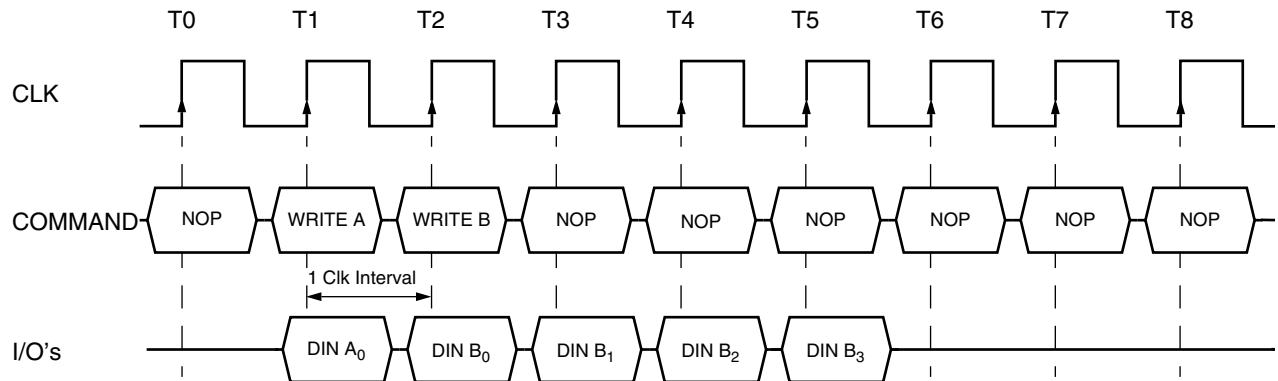 T0 T1 T2 T3 T4 T5 T6 T7 T8
CLK
COMMAND NOP WRITE A WRITE B NOP NOP NOP NOP NOP NOP
1 Clk Interval
I/O's DIN A0 DIN B0 DIN B1 DIN B2 DIN B3